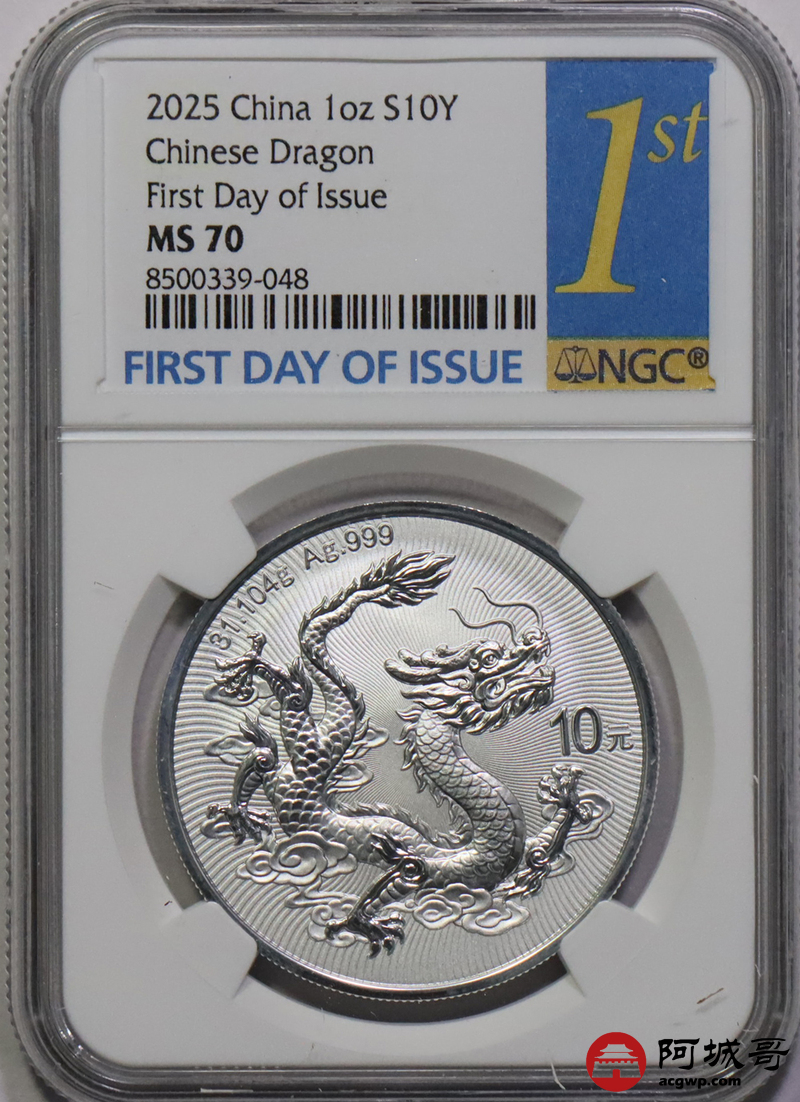 2025 China 1oz S10Y
Chinese Dragon
First Day of Issue
MS 70
8500339-048
FIRST DAY OF ISSUE
1st
NGC®
31.104g Ag.999
10元
阿城哥
acgwp.com